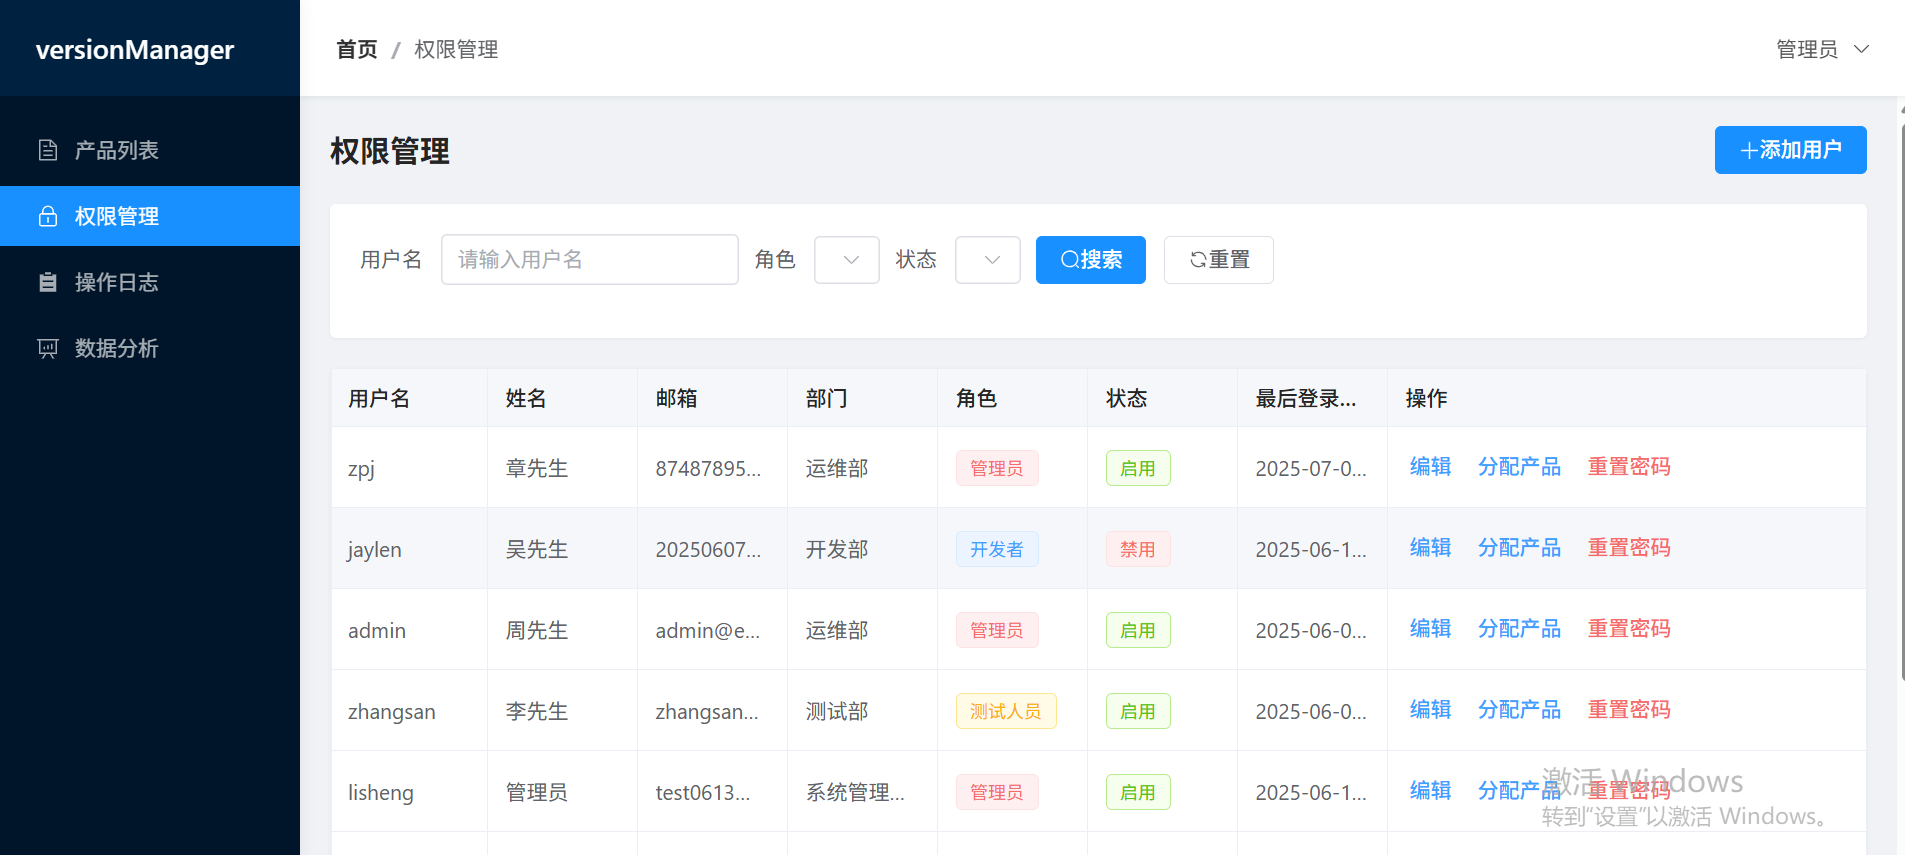 versionManager
首页 / 权限管理
管理员
产品列表
权限管理
操作日志
数据分析
权限管理
添加用户
用户名 请输入用户名 角色 状态 搜索 重置
用户名 姓名 邮箱 部门 角色 状态 最后登录... 操作
zpj 章先生 87487895... 运维部 管理员 启用 2025-07-0... 编辑 分配产品 重置密码
jaylen 吴先生 20250607... 开发部 开发者 禁用 2025-06-1... 编辑 分配产品 重置密码
admin 周先生 admin@e... 运维部 管理员 启用 2025-06-0... 编辑 分配产品 重置密码
zhangsan 李先生 zhangsan... 测试部 测试人员 启用 2025-06-0... 编辑 分配产品 重置密码
lisheng 管理员 test0613... 系统管理... 管理员 启用 2025-06-1... 编辑 分配产品 重置密码
激活 Windows
转到“设置”以激活 Windows。